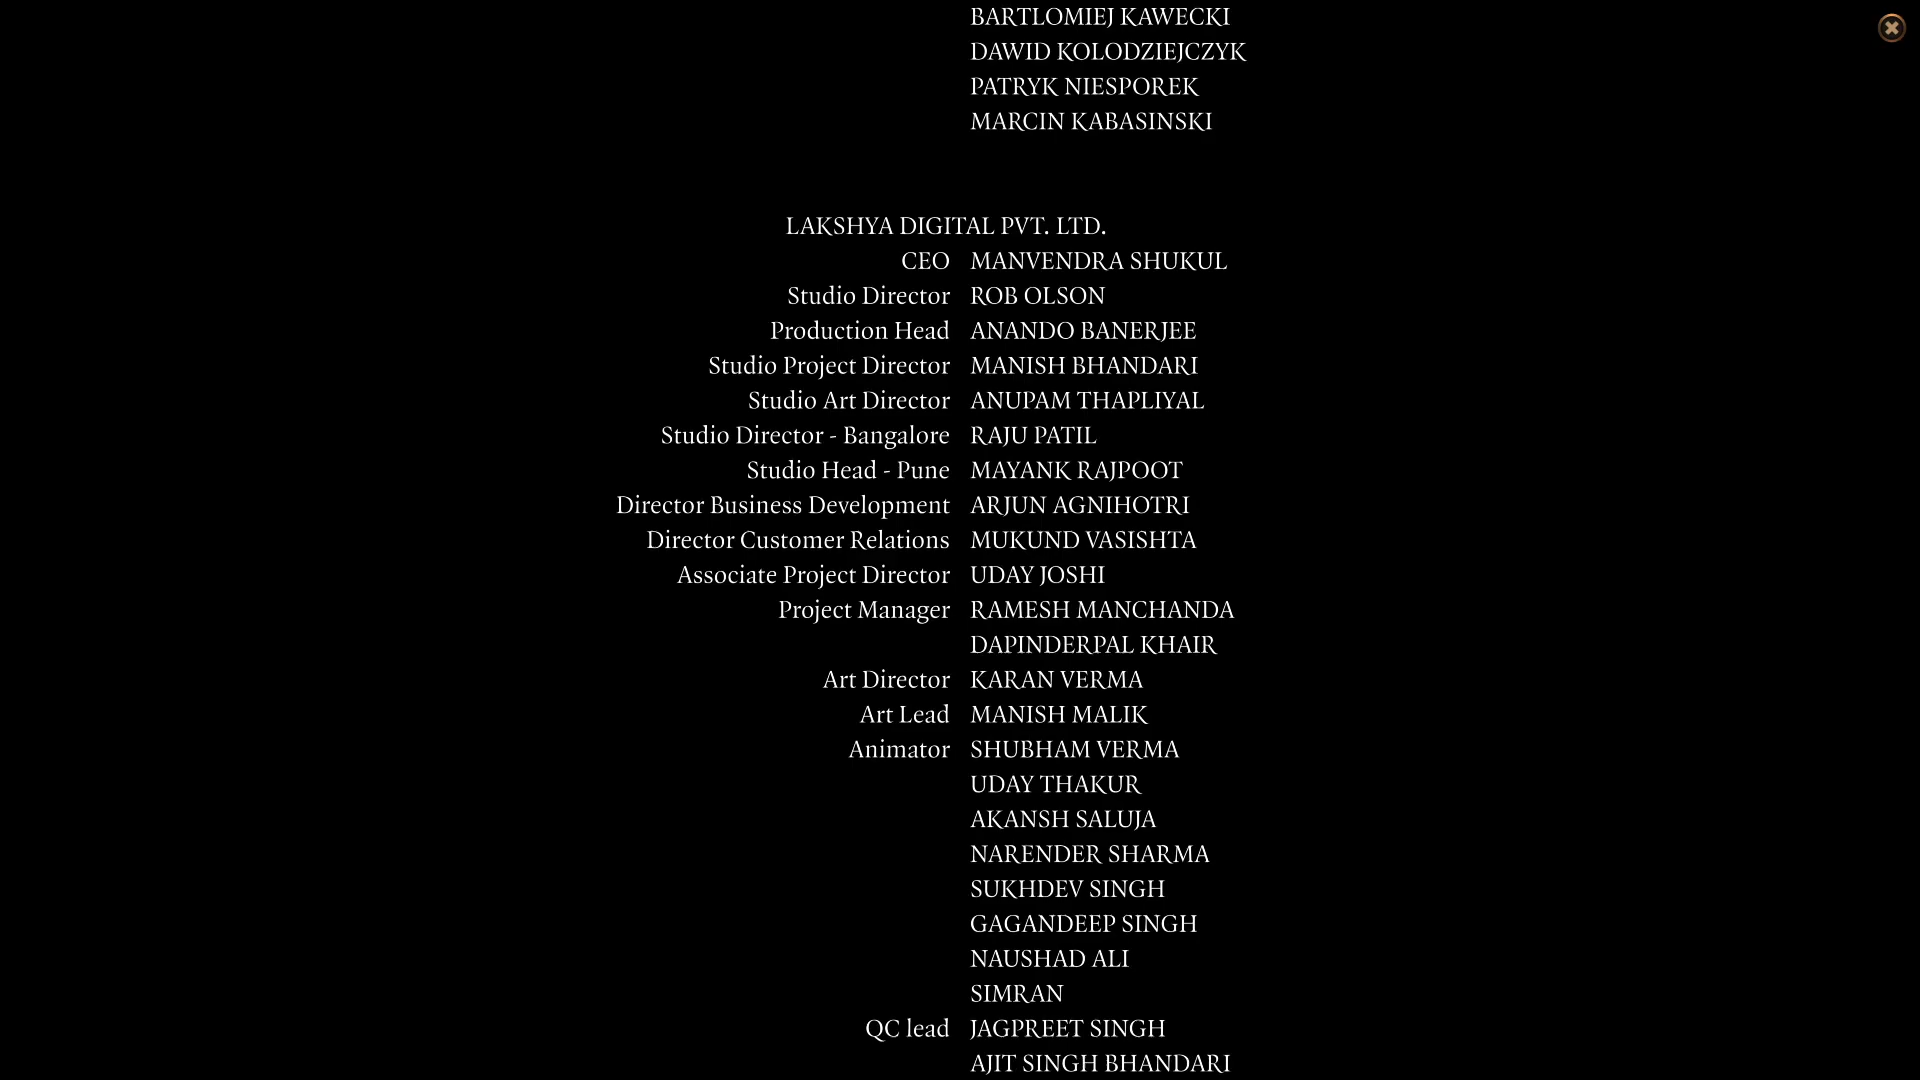 BARTLOMIEJ KAWECKI
DAWID KOLODZIEJCZYK
PATRYK NIESPOREK
MARCIN KABASINSKI
LAKSHYA DIGITAL PVT. LTD.
CEO MANVENDRA SHUKUL
Studio Director ROB OLSON
Production Head ANANDO BANERJEE
Studio Project Director MANISH BHANDARI
Studio Art Director ANUPAM THAPLIYAL
Studio Director - Bangalore RAJU PATIL
Studio Head - Pune MAYANK RAJPOOT
Director Business Development ARJUN AGNIHOTRI
Director Customer Relations MUKUND VASISHTA
Associate Project Director UDAY JOSHI
Project Manager RAMESH MANCHANDA
DAPINDERPAL KHAIR
Art Director KARAN VERMA
Art Lead MANISH MALIK
Animator SHUBHAM VERMA
UDAY THAKUR
AKANSH SALUJA
NARENDER SHARMA
SUKHDEV SINGH
GAGANDEEP SINGH
NAUSHAD ALI
SIMRAN
QC lead JAGPREET SINGH
AJIT SINGH BHANDARI